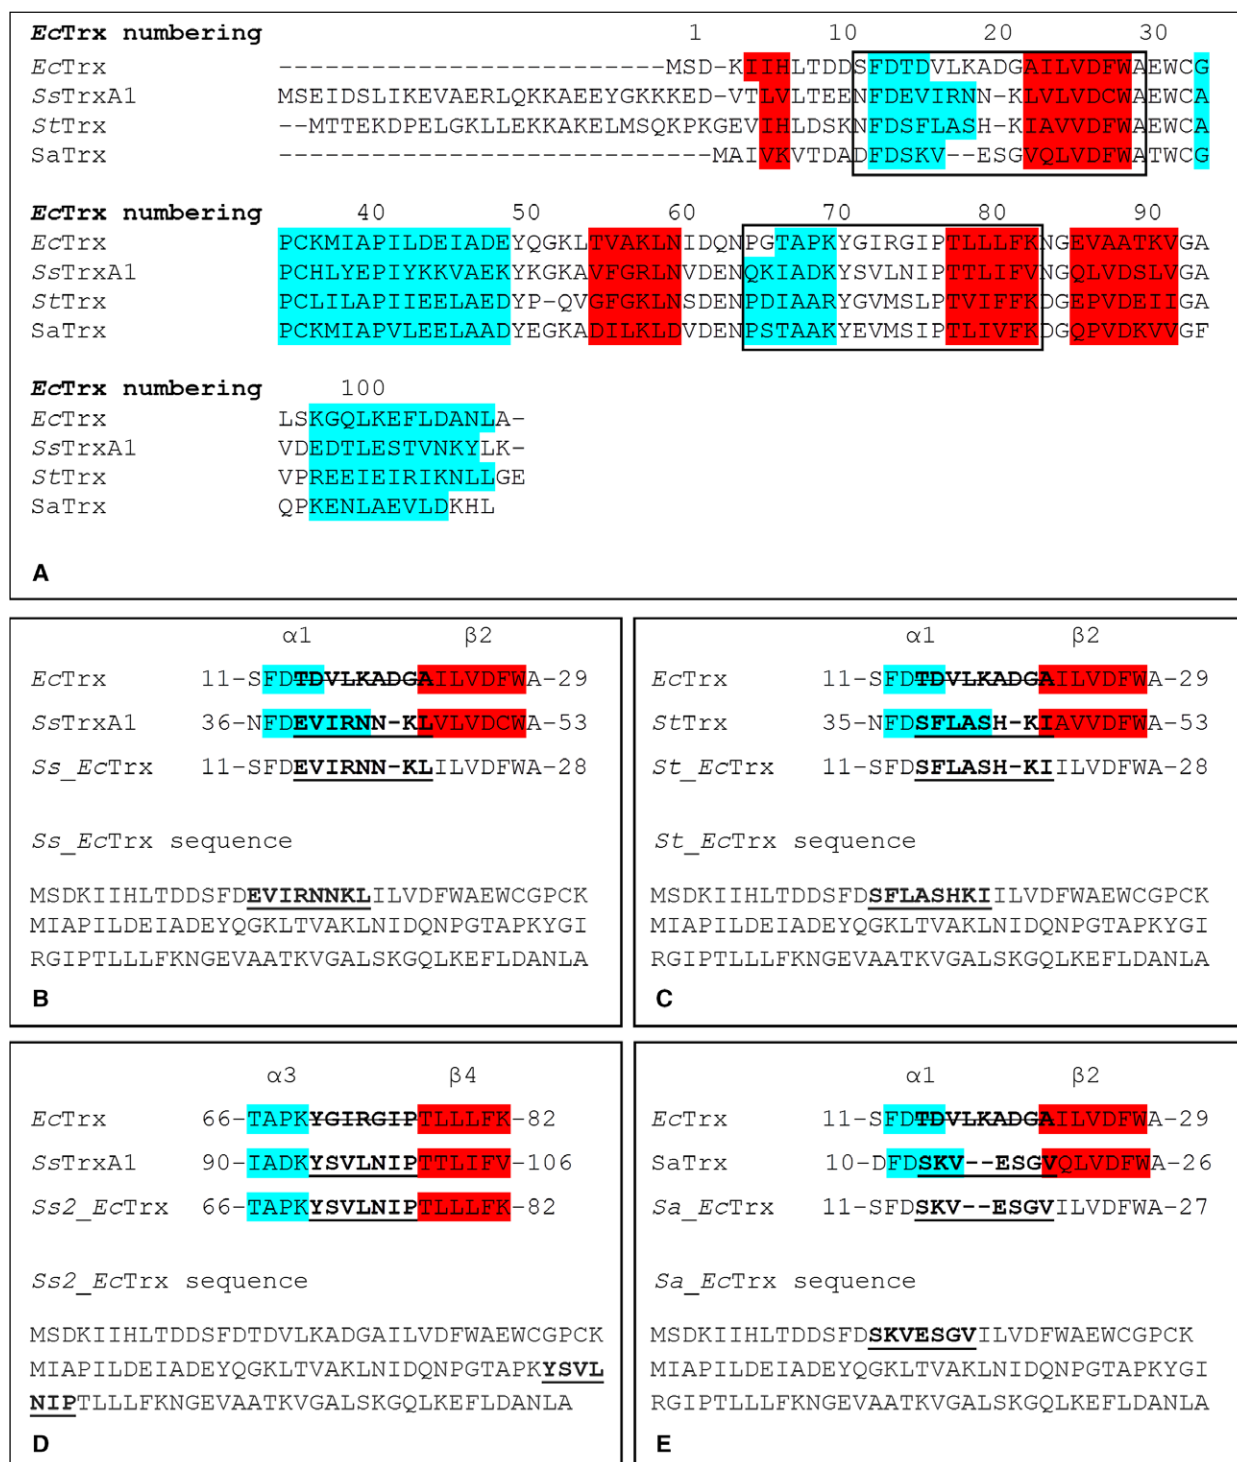 EcTrx numbering 1 10 20 30
EcTrx -------------------------MSD-KIIHLTDDSFDTDVLKADGAILVDFWAEWCG
SsTrxA1 MSEIDSLIKEVAERLQKKAEEYGKKKED-VTLVLTEENFDEVIRNN-KLVLVDCWAEWCA
StTrx --MTTEKDPELGKLLEKKAKELMSQKPKGEVIHLDSKNFDSFLASH-KIAVVDFWAEWCA
SaTrx ----------------------------MAIVKVTDADFDSKV--ESGVQLVDFWATWCG
EcTrx numbering 40 50 60 70 80 90
EcTrx PCKMIAPILDEIADEYQGKLTVAKLNIDQNPGTAPKYGIRGIPTLLLFKNGEVAATKVGA
SsTrxA1 PCHLYEPIYKKVAEKYKGKAVFGRLNVDENQKIADKYSVLNIPTTLIFVNGQLVDSLVGA
StTrx PCLILAPIIEELAEDYP-QVGFGKLNSDENPDIAARYGVMSLPTVIFFKDGEPVDEIIGA
SaTrx PCKMIAPVLEELAADYEGKADILKLDVDENPSTAAKYEVMSIPTLIVFKDGQPVDKVVGF
EcTrx numbering 100
EcTrx LSKGQLKEFLDANLA-
SsTrxA1 VDEDTLESTVNKYLK-
StTrx VPREEIEIRIKNLLGE
SaTrx QPKENLAEVLDKHL
A
α1 β2
EcTrx 11-SFDTDVLKADGAILVDFWA-29
SsTrxA1 36-NFDEVIRNN-KLVLVDCWA-53
Ss_EcTrx 11-SFDEVIRNN-KLILVDFWA-28
Ss_EcTrx sequence
MSDKIIHLTDDSFDEVIRNNKLILVDFWAEWCGPCK
MIAPILDEIADEYQGKLTVAKLNIDQNPGTAPKYGI
RGIPTLLLFKNGEVAATKVGALSKGQLKEFLDANLA
B
α1 β2
EcTrx 11-SFDTDVLKADGAILVDFWA-29
StTrx 35-NFDSFLASH-KIAVVDFWA-53
St_EcTrx 11-SFDSFLASH-KIILVDFWA-28
St_EcTrx sequence
MSDKIIHLTDDSFDSFLASHKIILVDFWAEWCGPCK
MIAPILDEIADEYQGKLTVAKLNIDQNPGTAPKYGI
RGIPTLLLFKNGEVAATKVGALSKGQLKEFLDANLA
C
α3 β4
EcTrx 66-TAPKYGIRGIPTLLLFK-82
SsTrxA1 90-IADKYSVLNIPTTLIFV-106
Ss2_EcTrx 66-TAPKYSVLNIPTLLLFK-82
Ss2_EcTrx sequence
MSDKIIHLTDDSFDTDVLKADGAILVDFWAEWCGPCK
MIAPILDEIADEYQGKLTVAKLNIDQNPGTAPKYSVL
NIPTLLLFKNGEVAATKVGALSKGQLKEFLDANLA
D
α1 β2
EcTrx 11-SFDTDVLKADGAILVDFWA-29
SaTrx 10-DFDSKV--ESGVQLVDFWA-26
Sa_EcTrx 11-SFDSKV--ESGVILVDFWA-27
Sa_EcTrx sequence
MSDKIIHLTDDSFDSKVESGVILVDFWAEWCGPCK
MIAPILDEIADEYQGKLTVAKLNIDQNPGTAPKYGI
RGIPTLLLFKNGEVAATKVGALSKGQLKEFLDANLA
E